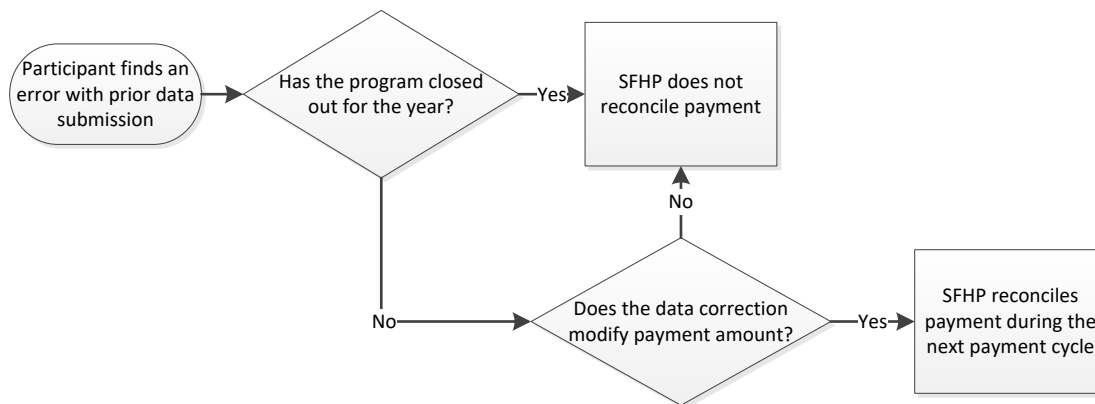 Participant finds an
error with prior data
submission
Has the program closed
out for the year?
Yes
SFHP does not
reconcile payment
No
No
Does the data correction
modify payment amount?
Yes
SFHP reconciles
payment during the
next payment cycle